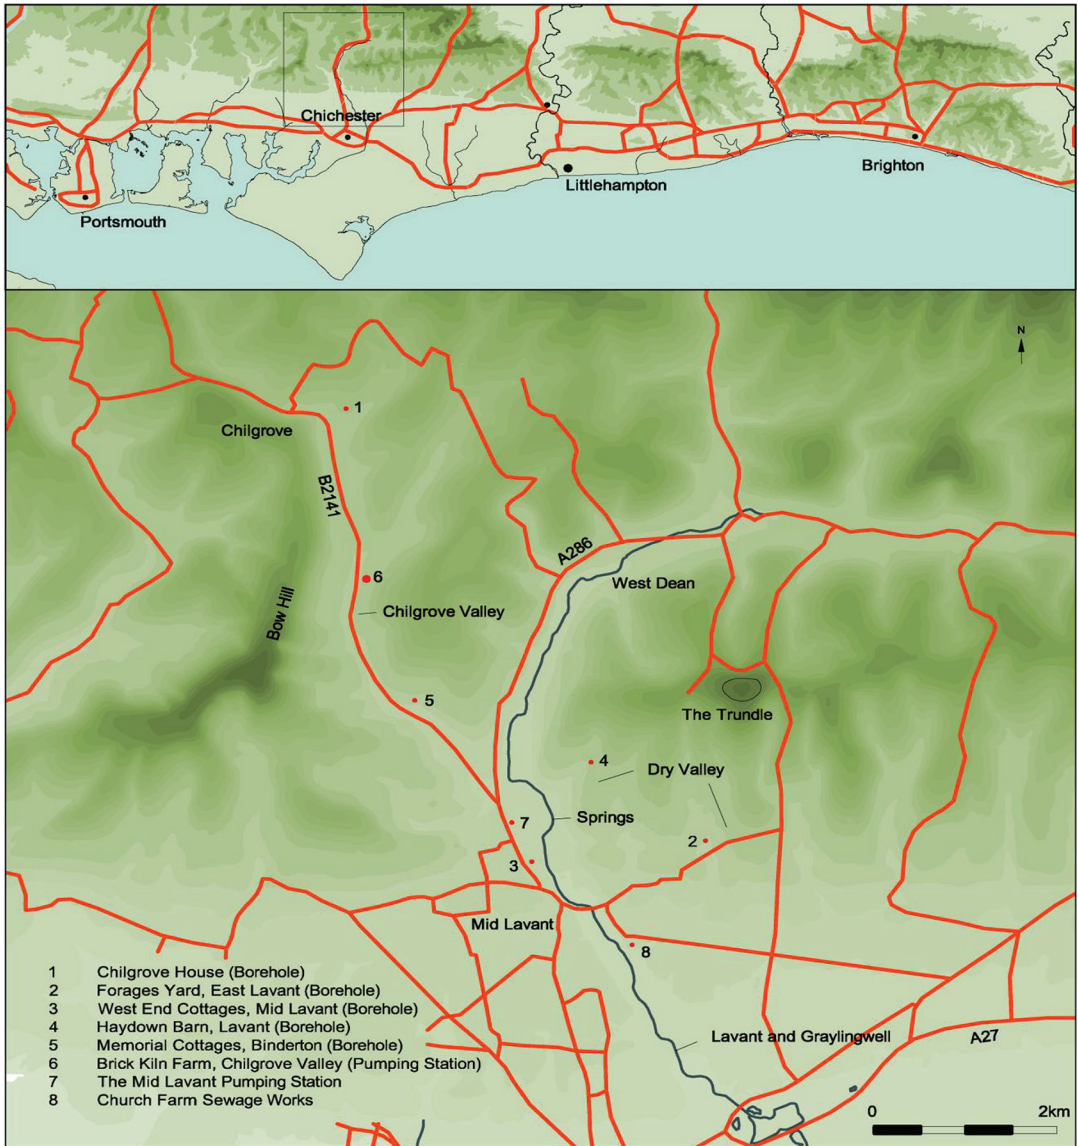 Chichester
Portsmouth
Littlehampton
Brighton
N
1
Chilgrove
B2141
A286
6
West Dean
Chilgrove Valley
Bow Hill
5
The Trundle
4
Dry Valley
Springs
7
2
3
Mid Lavant
8
1 Chilgrove House (Borehole)
2 Forages Yard, East Lavant (Borehole)
3 West End Cottages, Mid Lavant (Borehole)
4 Haydown Barn, Lavant (Borehole)
5 Memorial Cottages, Binderton (Borehole)
6 Brick Kiln Farm, Chilgrove Valley (Pumping Station)
7 The Mid Lavant Pumping Station
8 Church Farm Sewage Works
Lavant and Graylingwell
A27
0 2km